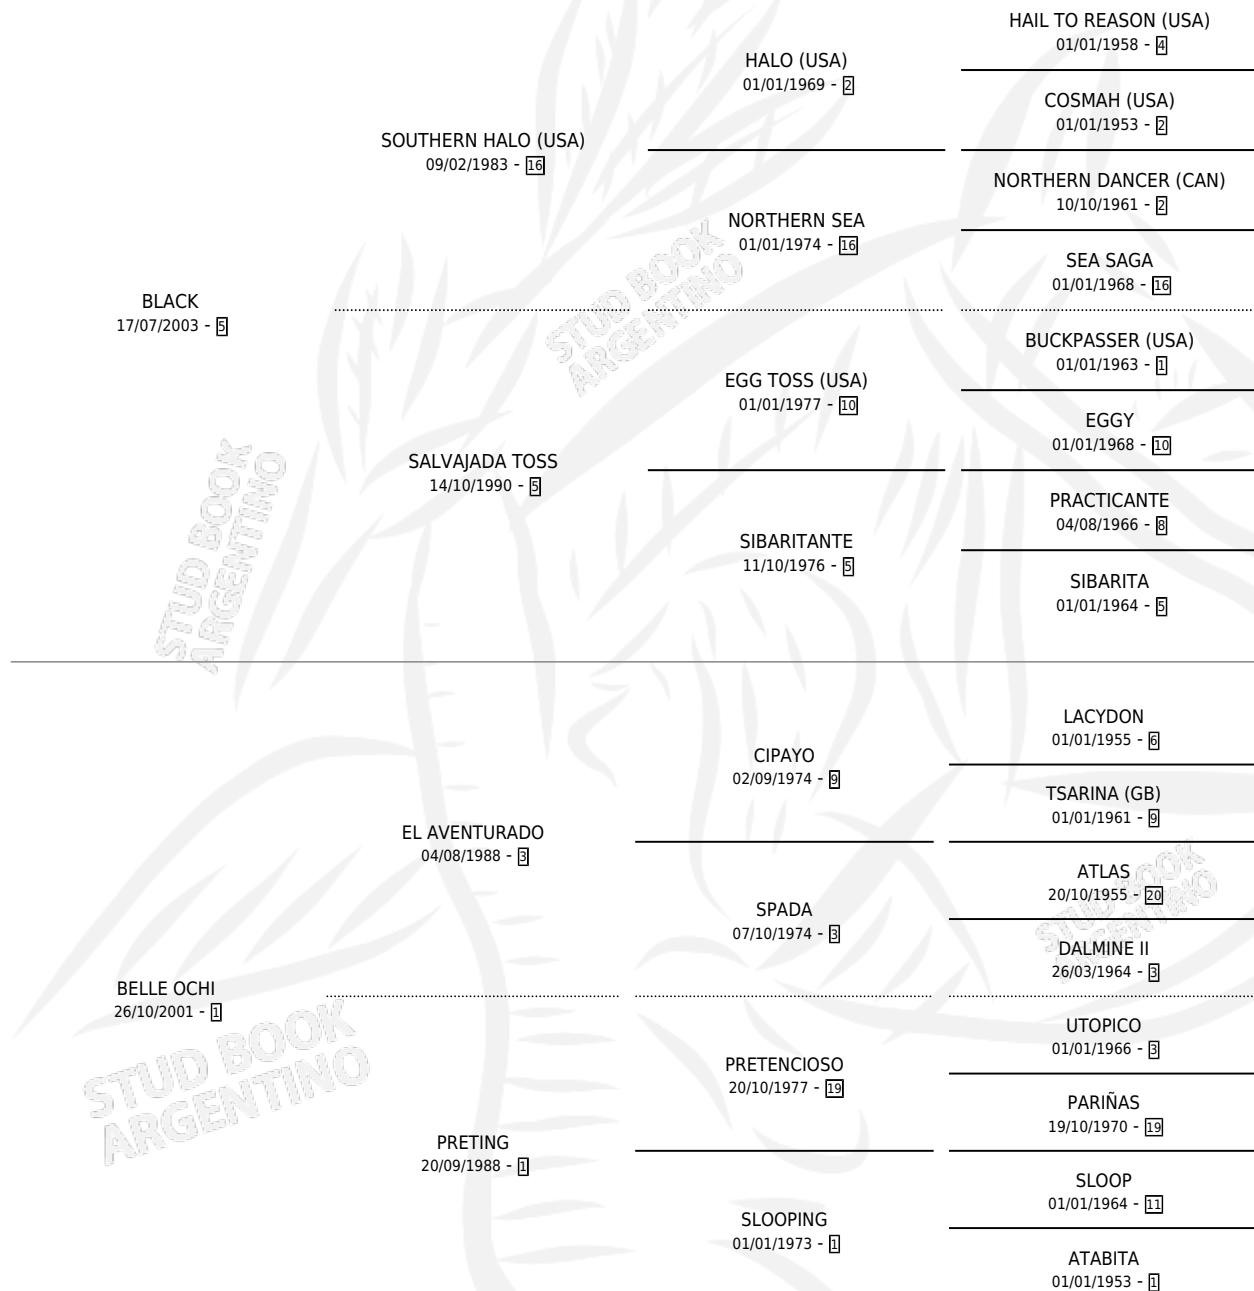 HAIL TO REASON (USA)
01/01/1958 - 4
HALO (USA)
01/01/1969 - 2
COSMAH (USA)
01/01/1953 - 2
SOUTHERN HALO (USA)
09/02/1983 - 16
NORTHERN DANCER (CAN)
10/10/1961 - 2
NORTHERN SEA
01/01/1974 - 16
SEA SAGA
01/01/1968 - 16
BLACK
17/07/2003 - 5
BUCKPASSER (USA)
01/01/1963 - 1
EGG TOSS (USA)
01/01/1977 - 10
EGGY
01/01/1968 - 10
SALVAJADA TOSS
14/10/1990 - 5
PRACTICANTE
04/08/1966 - 8
SIBARITANTE
11/10/1976 - 5
SIBARITA
01/01/1964 - 5
LACYDON
01/01/1955 - 6
CIPAYO
02/09/1974 - 9
TSARINA (GB)
01/01/1961 - 9
EL AVENTURADO
04/08/1988 - 3
ATLAS
20/10/1955 - 20
SPADA
07/10/1974 - 3
DALMINE II
26/03/1964 - 3
BELLE OCHI
26/10/2001 - 1
UTOPICO
01/01/1966 - 3
PRETENCIOSO
20/10/1977 - 19
PARIÑAS
19/10/1970 - 19
PRETING
20/09/1988 - 1
SLOOP
01/01/1964 - 11
SLOOPING
01/01/1973 - 1
ATABITA
01/01/1953 - 1
STUD BOOK
ARGENTINO
STUD BOOK
ARGENTINO
STUD BOOK
ARGENTINO
STUD BOOK
ARGENTINO